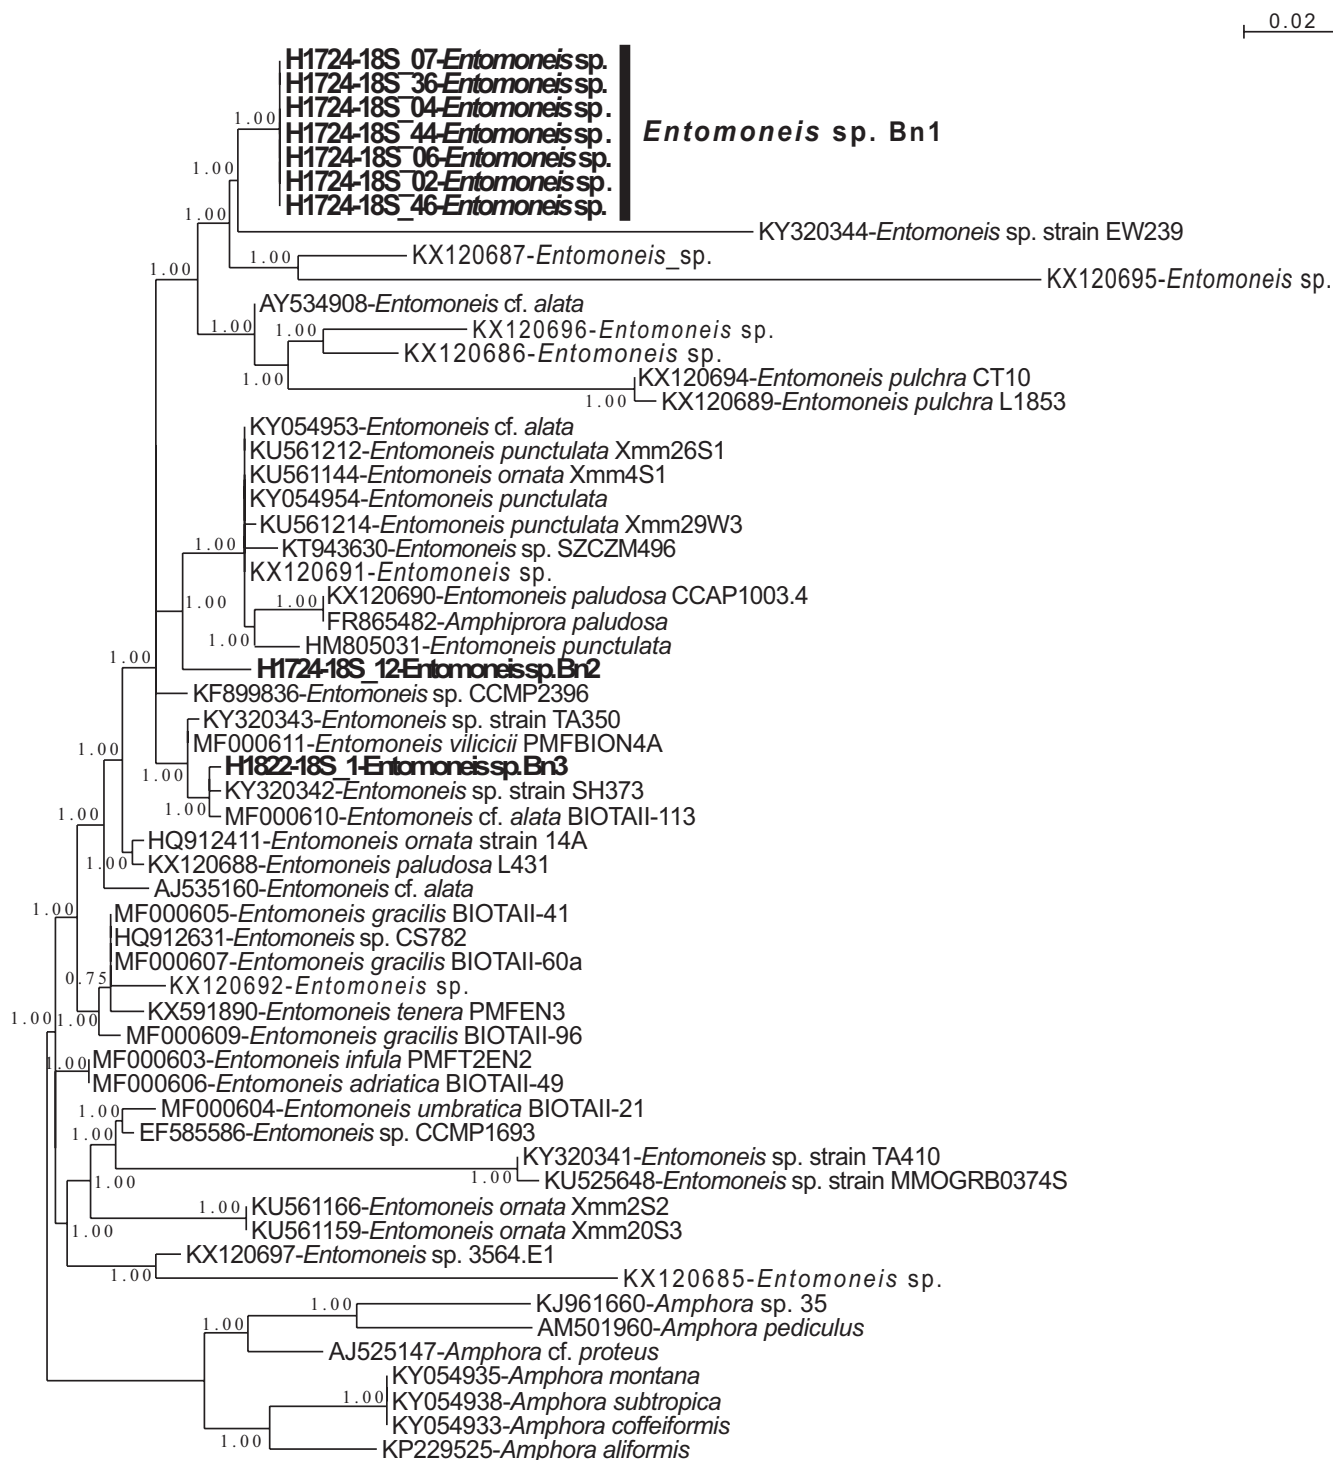 0.02
H1724-18S_07-Entomoneis sp.
H1724-18S_36-Entomoneis sp.
H1724-18S_04-Entomoneis sp.
1.00
H1724-18S_44-Entomoneis sp.
Entomoneis sp. Bn1
H1724-18S_06-Entomoneis sp.
1.00
H1724-18S_02-Entomoneis sp.
H1724-18S_46-Entomoneis sp.
1.00
KY320344-Entomoneis sp. strain EW239
1.00
KX120687-Entomoneis_sp.
1.00
KX120695-Entomoneis sp.
AY534908-Entomoneis cf. alata
1.00
1.00
KX120696-Entomoneis sp.
KX120686-Entomoneis sp.
1.00
KX120694-Entomoneis pulchra CT10
1.00
KX120689-Entomoneis pulchra L1853
KY054953-Entomoneis cf. alata
KU561212-Entomoneis punctulata Xmm26S1
KU561144-Entomoneis ornata Xmm4S1
KY054954-Entomoneis punctulata
KU561214-Entomoneis punctulata Xmm29W3
1.00
KT943630-Entomoneis sp. SZCZM496
KX120691-Entomoneis sp.
1.00
1.00
KX120690-Entomoneis paludosa CCAP1003.4
FR865482-Amphiprora paludosa
1.00
HM805031-Entomoneis punctulata
1.00
H1724-18S_12-Entomoneis sp. Bn2
KF899836-Entomoneis sp. CCMP2396
KY320343-Entomoneis sp. strain TA350
MF000611-Entomoneis vilicicii PMFBION4A
1.00
H1822-18S_1-Entomoneis sp. Bn3
KY320342-Entomoneis sp. strain SH373
1.00
MF000610-Entomoneis cf. alata BIOTAII-113
1.00
HQ912411-Entomoneis ornata strain 14A
1.00
KX120688-Entomoneis paludosa L431
AJ535160-Entomoneis cf. alata
1.00
MF000605-Entomoneis gracilis BIOTAII-41
HQ912631-Entomoneis sp. CS782
MF000607-Entomoneis gracilis BIOTAII-60a
0.75
KX120692-Entomoneis sp.
KX591890-Entomoneis tenera PMFEN3
1.00
1.00
MF000609-Entomoneis gracilis BIOTAII-96
1.00
MF000603-Entomoneis infula PMFT2EN2
MF000606-Entomoneis adriatica BIOTAII-49
1.00
MF000604-Entomoneis umbratica BIOTAII-21
1.00
EF585586-Entomoneis sp. CCMP1693
KY320341-Entomoneis sp. strain TA410
1.00
1.00
KU525648-Entomoneis sp. strain MMOGRB0374S
1.00
KU561166-Entomoneis ornata Xmm2S2
1.00
KU561159-Entomoneis ornata Xmm20S3
KX120697-Entomoneis sp. 3564.E1
1.00
KX120685-Entomoneis sp.
1.00
KJ961660-Amphora sp. 35
1.00
AM501960-Amphora pediculus
AJ525147-Amphora cf. proteus
KY054935-Amphora montana
1.00
KY054938-Amphora subtropica
KY054933-Amphora coffeiformis
1.00
KP229525-Amphora aliformis